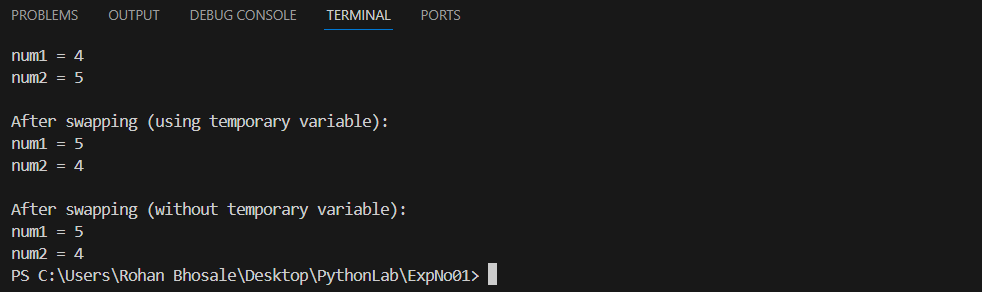 PROBLEMS OUTPUT DEBUG CONSOLE TERMINAL PORTS
num1 = 4
num2 = 5
After swapping (using temporary variable):
num1 = 5
num2 = 4
After swapping (without temporary variable):
num1 = 5
num2 = 4
PS C:\Users\Rohan Bhosale\Desktop\PythonLab\ExpNo01>